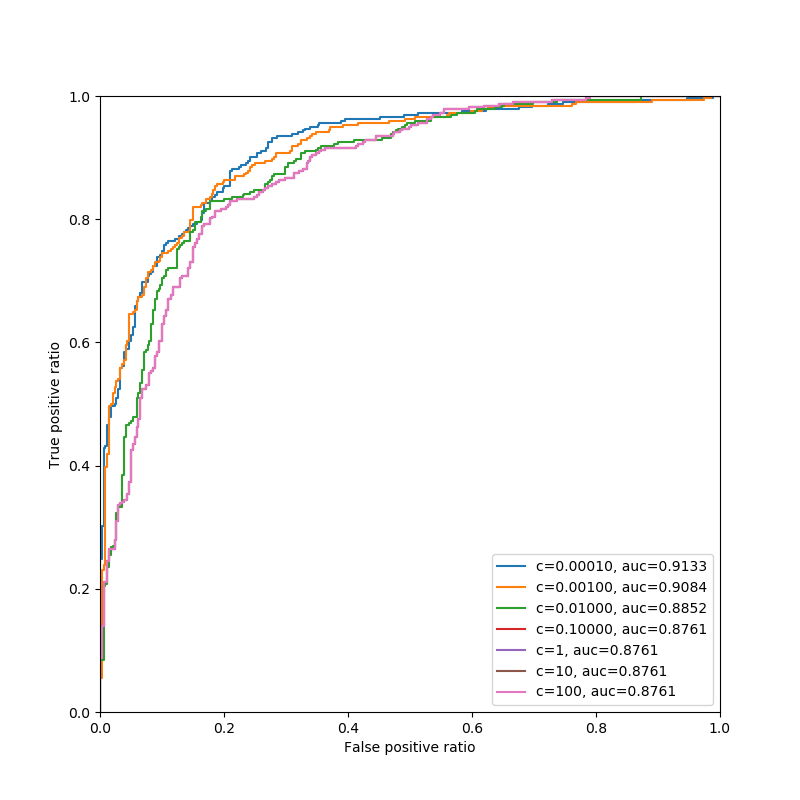 1.0
0.8
0.6
0.4
0.2
0.0
True positive ratio
c=0.00010, auc=0.9133
c=0.00100, auc=0.9084
c=0.01000, auc=0.8852
c=0.10000, auc=0.8761
c=1, auc=0.8761
c=10, auc=0.8761
c=100, auc=0.8761
0.0 0.2 0.4 0.6 0.8 1.0
False positive ratio